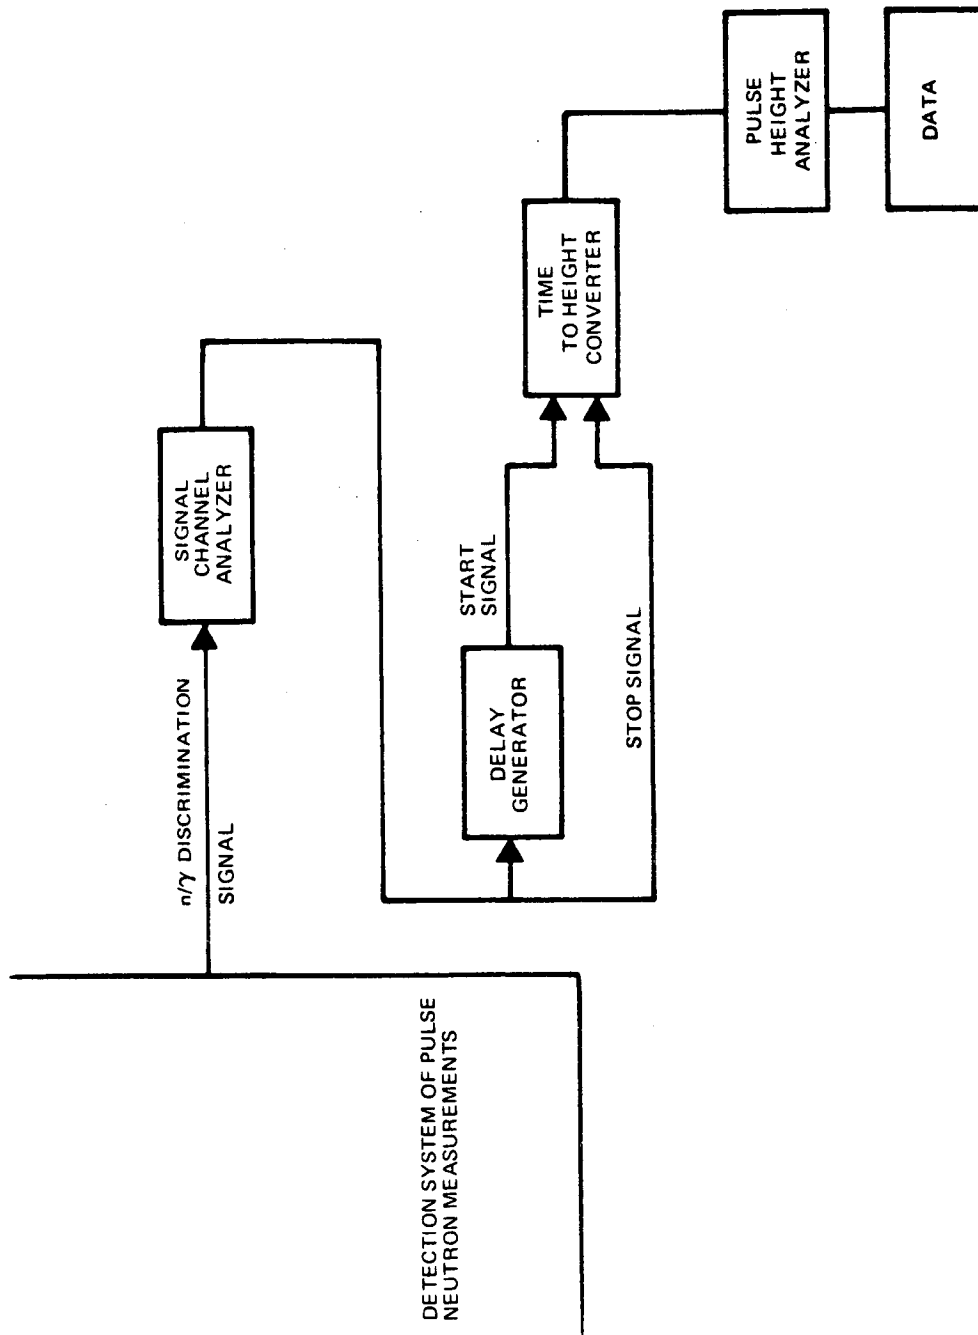 n/γ DISCRIMINATION
SIGNAL
SIGNAL
CHANNEL
ANALYZER
DETECTION SYSTEM OF PULSE
NEUTRON MEASUREMENTS
DELAY
GENERATOR
START
SIGNAL
STOP SIGNAL
TIME
TO HEIGHT
CONVERTER
PULSE
HEIGHT
ANALYZER
DATA